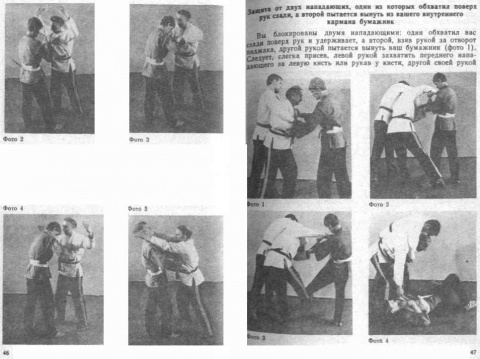 Фото 2
Фото 3
Фото 4
Фото 5
46
Защита от двух нападающих, один из которых обхватил поверх
рук сзади, а второй пытается вынуть из вашего внутреннего
кармана бумажник
Вы блокированы двумя нападающими: один обхватил вас
сзади поверх рук и удерживает, а второй, взяв рукой за отворот
пиджака, другой рукой пытается вынуть ваш бумажник (фото 1).
Следует, слегка присев, левой рукой захватить переднего напа-
дающего за левую кисть или рукав у кисти, другой своей рукой
Фото 1
Фото 2
Фото 3
Фото 4
47